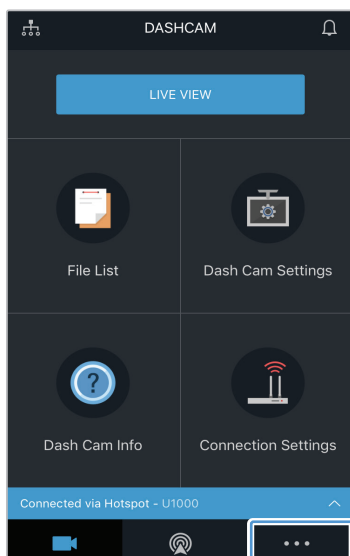 DASHCAM
LIVE VIEW
File List
Dash Cam Settings
Dash Cam Info
Connection Settings
Connected via Hotspot - U1000